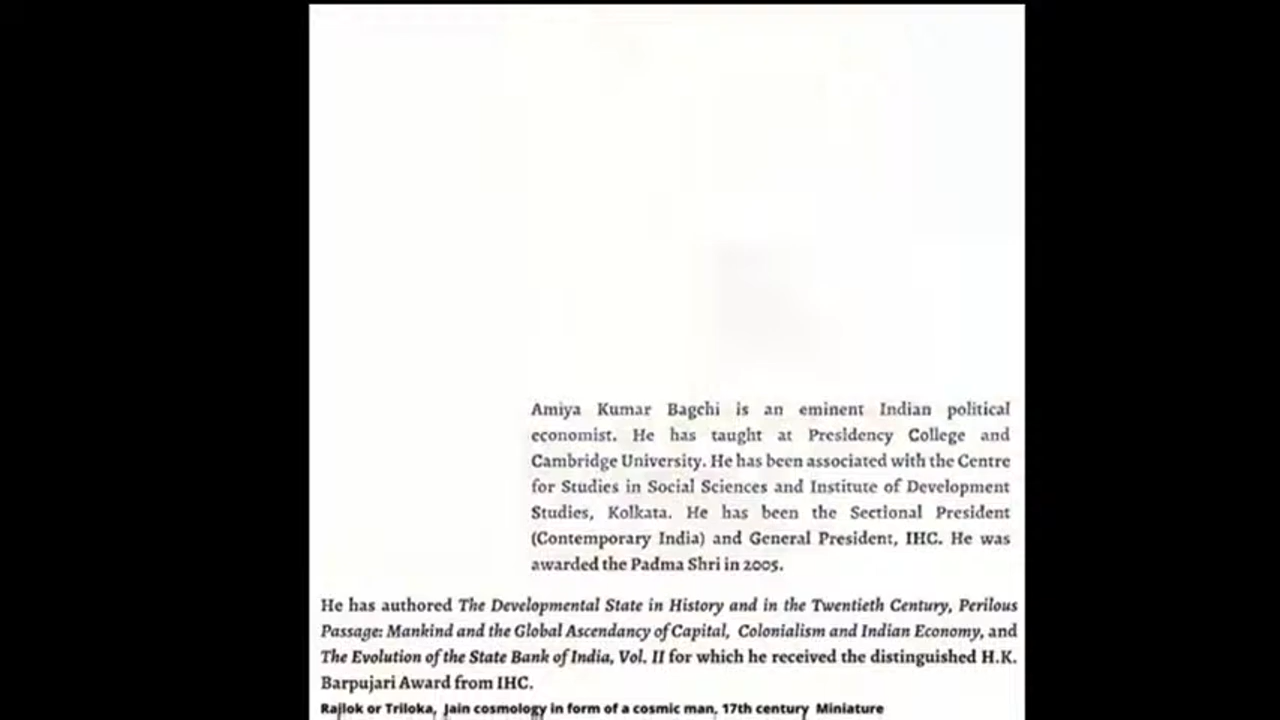 Amiya Kumar Bagchi is an eminent Indian political
economist. He has taught at Presidency College and
Cambridge University. He has been associated with the Centre
for Studies in Social Sciences and Institute of Development
Studies, Kolkata. He has been the Sectional President
(Contemporary India) and General President, IHC. He was
awarded the Padma Shri in 2005.
He has authored The Developmental State in History and in the Twentieth Century, Perilous
Passage: Mankind and the Global Ascendancy of Capital, Colonialism and Indian Economy, and
The Evolution of the State Bank of India, Vol. II for which he received the distinguished H.K.
Barpujari Award from IHC.
Rajlok or Triloka, Jain cosmology in form of a cosmic man, 17th century Miniature